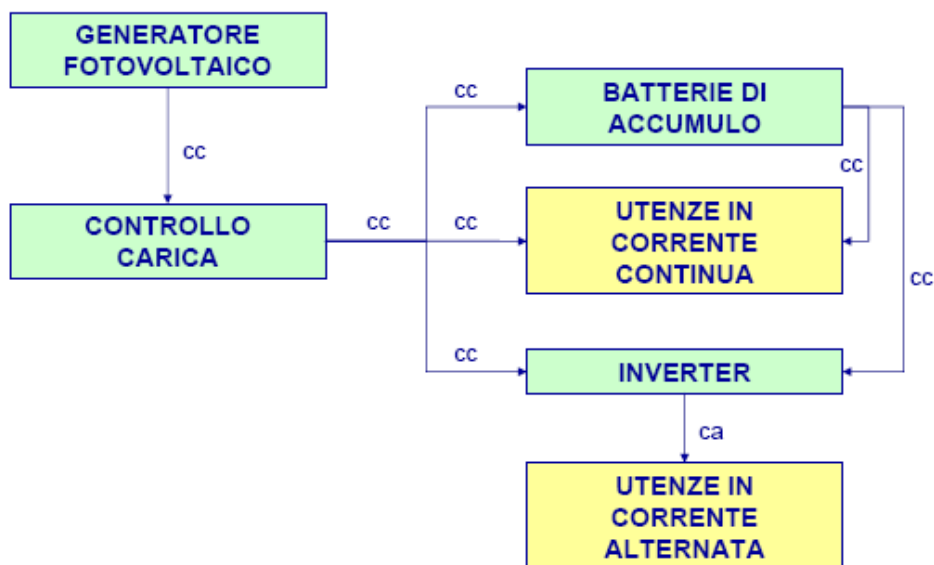 GENERATORE
FOTOVOLTAICO
cc
CONTROLLO
CARICA
cc
cc
BATTERIE DI
ACCUMULO
cc
cc
cc
UTENZE IN
CORRENTE
CONTINUA
cc
INVERTER
ca
UTENZE IN
CORRENTE
ALTERNATA